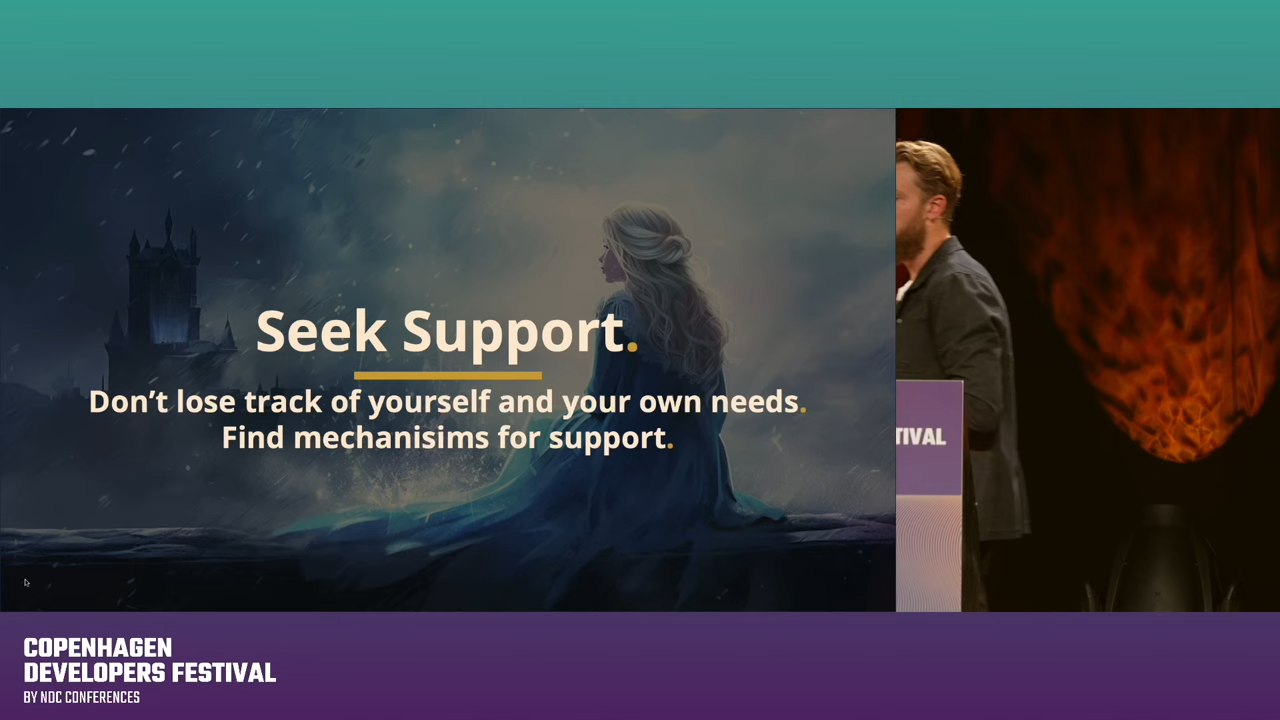 Seek Support.
Don’t lose track of yourself and your own needs.
Find mechanisims for support.
TIVAL
COPENHAGEN
DEVELOPERS FESTIVAL
BY NDC CONFERENCES